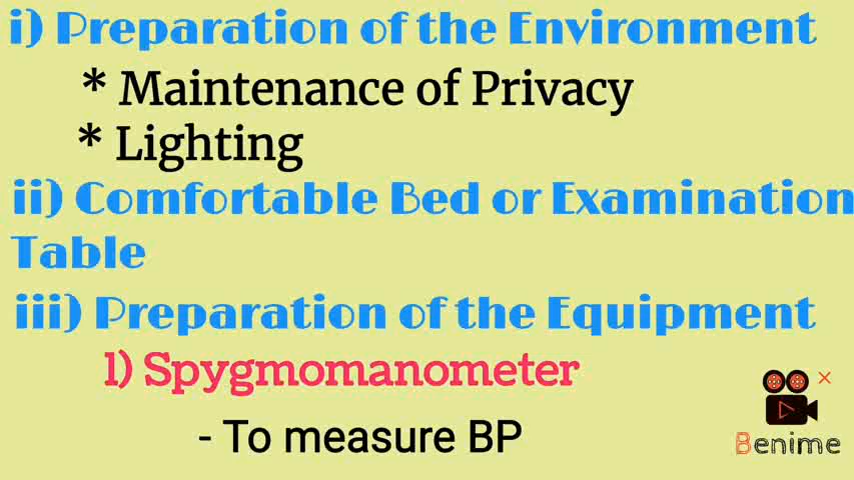 i) Preparation of the Environment
* Maintenance of Privacy
* Lighting
ii) Comfortable Bed or Examination
Table
iii) Preparation of the Equipment
1) Spygmomanometer
- To measure BP
Benime